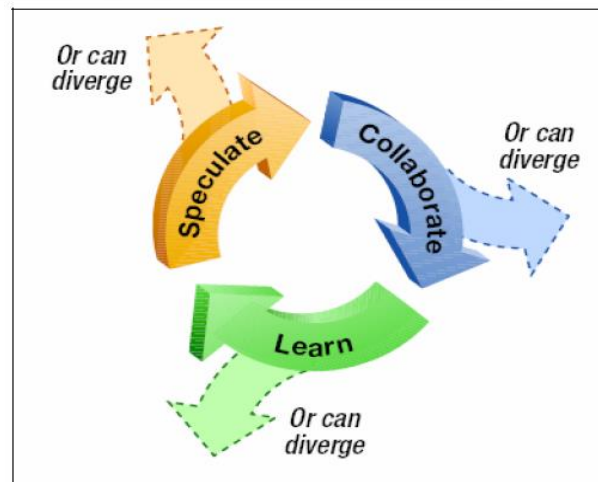 Or can
diverge
Speculate
Collaborate
Or can
diverge
Learn
Or can
diverge